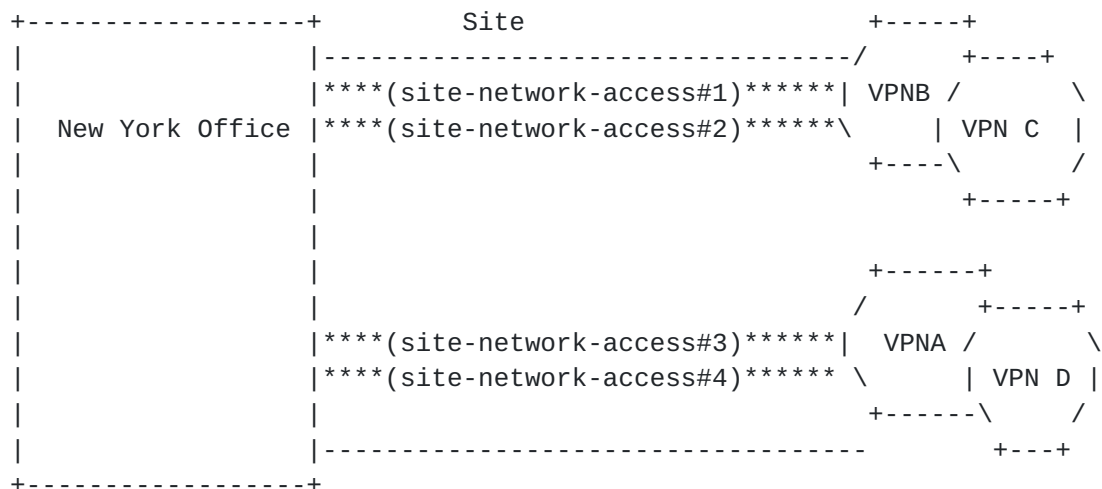 +------------------+         Site                      +-----+
|                  |----------------------------------/      +----+
|                  |****(site-network-access#1)******| VPNB /       \
|  New York Office |****(site-network-access#2)******\     | VPN C  |
|                  |                                   +----\       /
|                  |                                         +-----+
|                  |
|                  |                                   +------+
|                  |                                  /       +-----+
|                  |****(site-network-access#3)******|  VPNA /       \
|                  |****(site-network-access#4)****** \      | VPN D |
|                  |                                   +------\     /
|                  |-----------------------------------        +---+
+------------------+